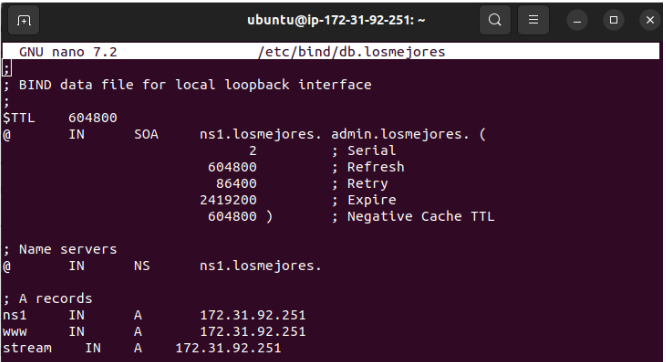 ubuntu@ip-172-31-92-251: ~
GNU nano 7.2 /etc/bind/db.losmejores
;
; BIND data file for local loopback interface
;
$TTL 604800
@ IN SOA ns1.losmejores. admin.losmejores. (
2 ; Serial
604800 ; Refresh
86400 ; Retry
2419200 ; Expire
604800 ) ; Negative Cache TTL
; Name servers
@ IN NS ns1.losmejores.
; A records
ns1 IN A 172.31.92.251
www IN A 172.31.92.251
stream IN A 172.31.92.251